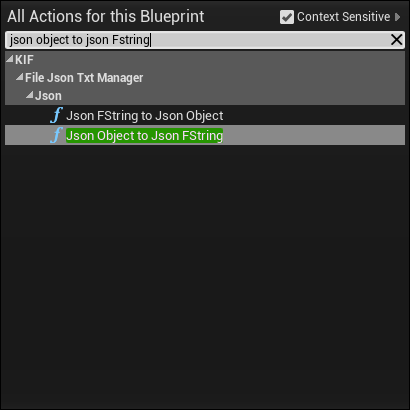 All Actions for this Blueprint Context Sensitive
json object to json Fstring
KIF
File Json Txt Manager
Json
f Json FString to Json Object
f Json Object to Json FString